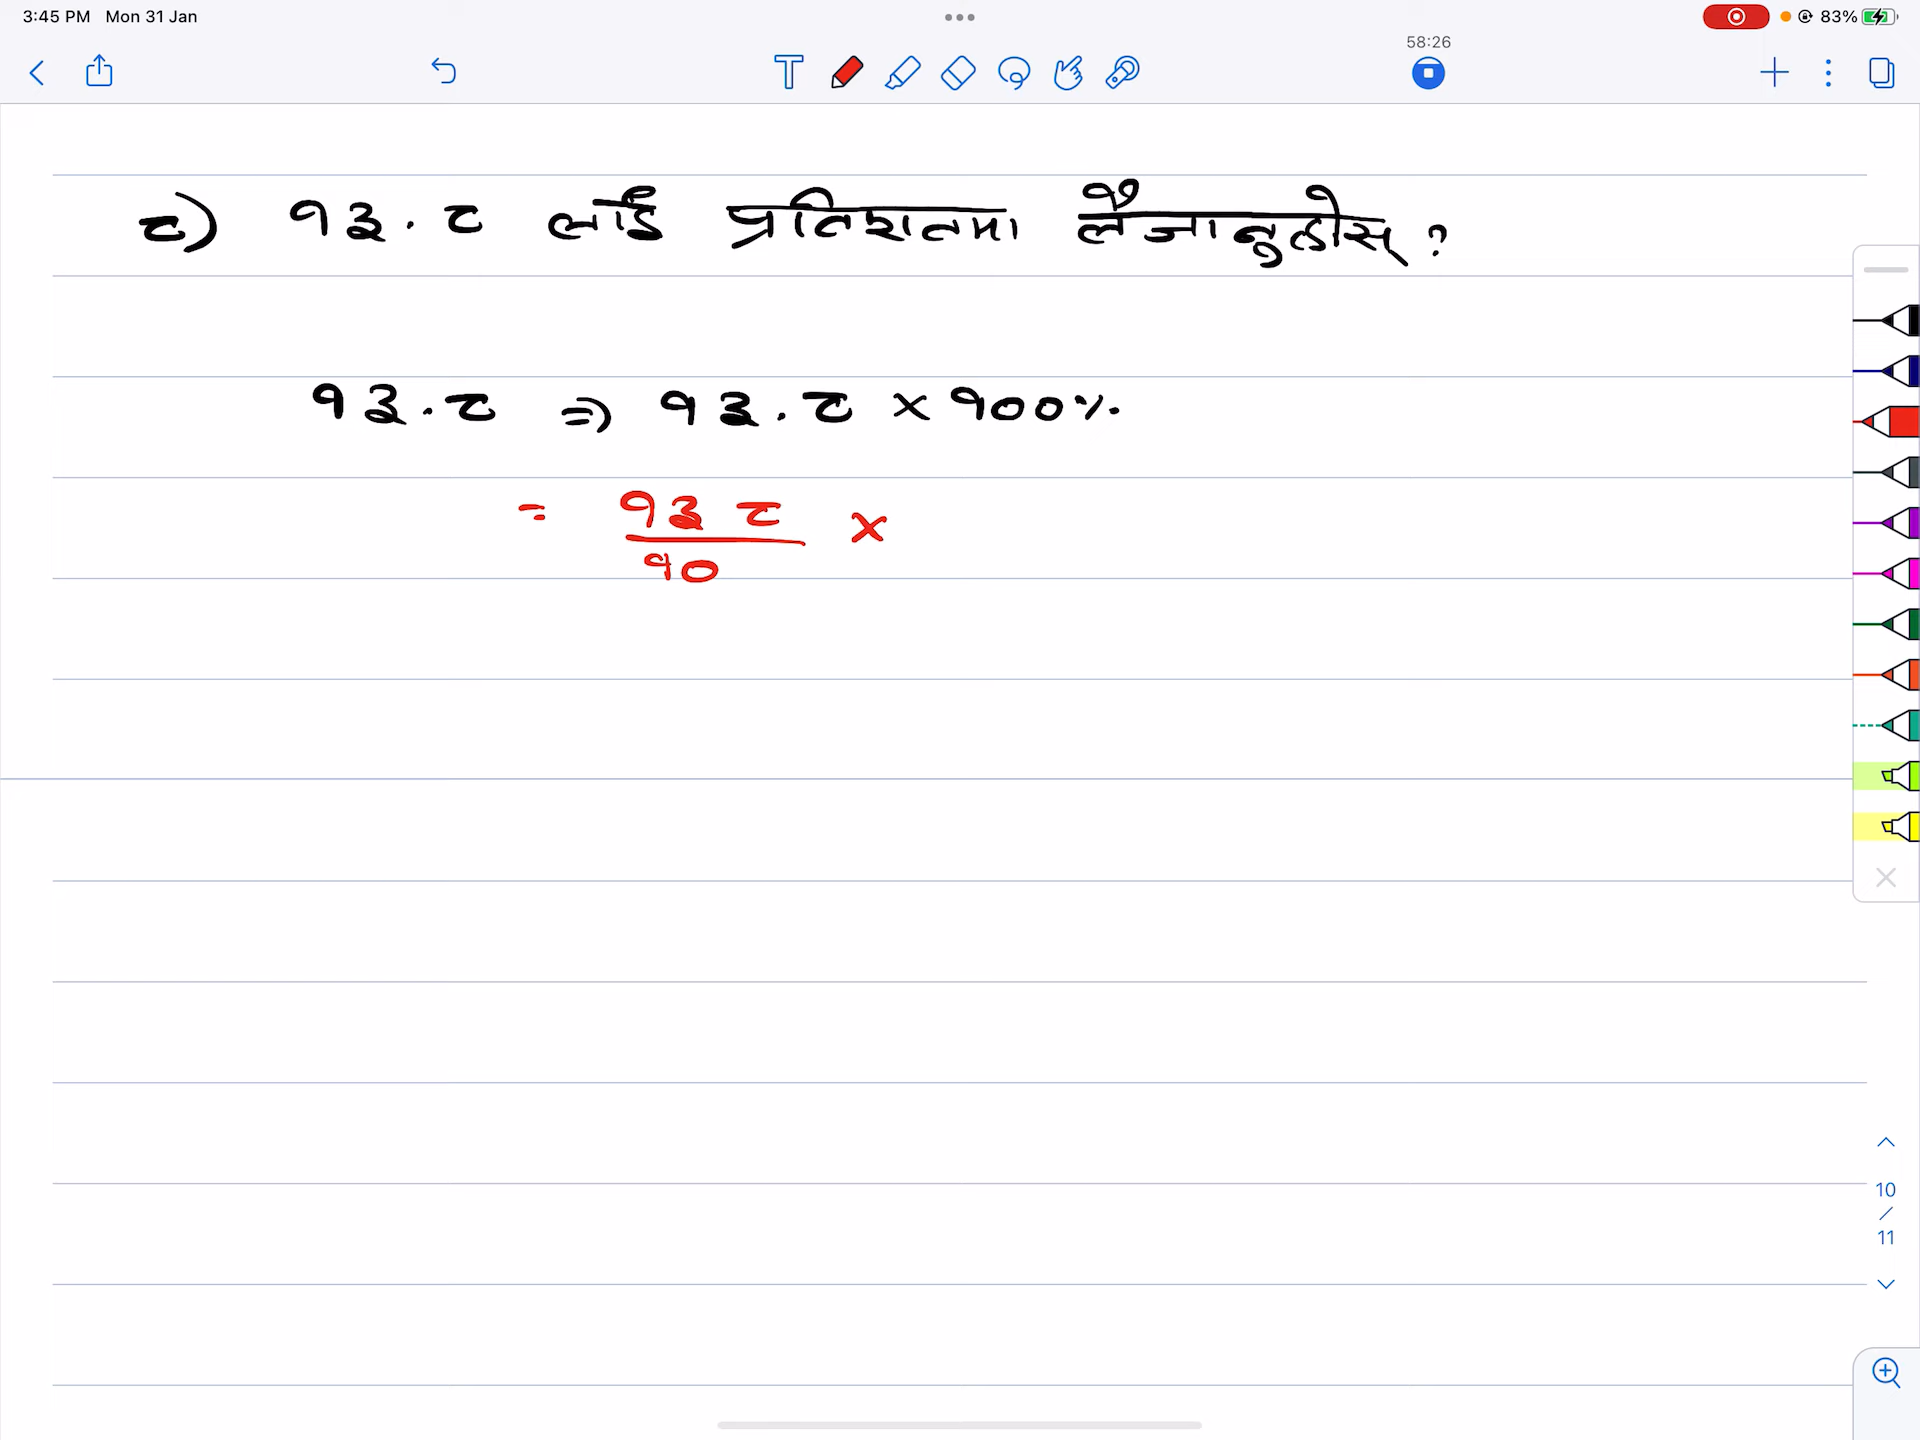 3:45 PM Mon 31 Jan
83%
58:26
८) १३.८ लाई प्रतिशतमा लैजानुहोस् ?
१३.८ => १३.८ × १००%
= १३८ ×
१०
10
/
11